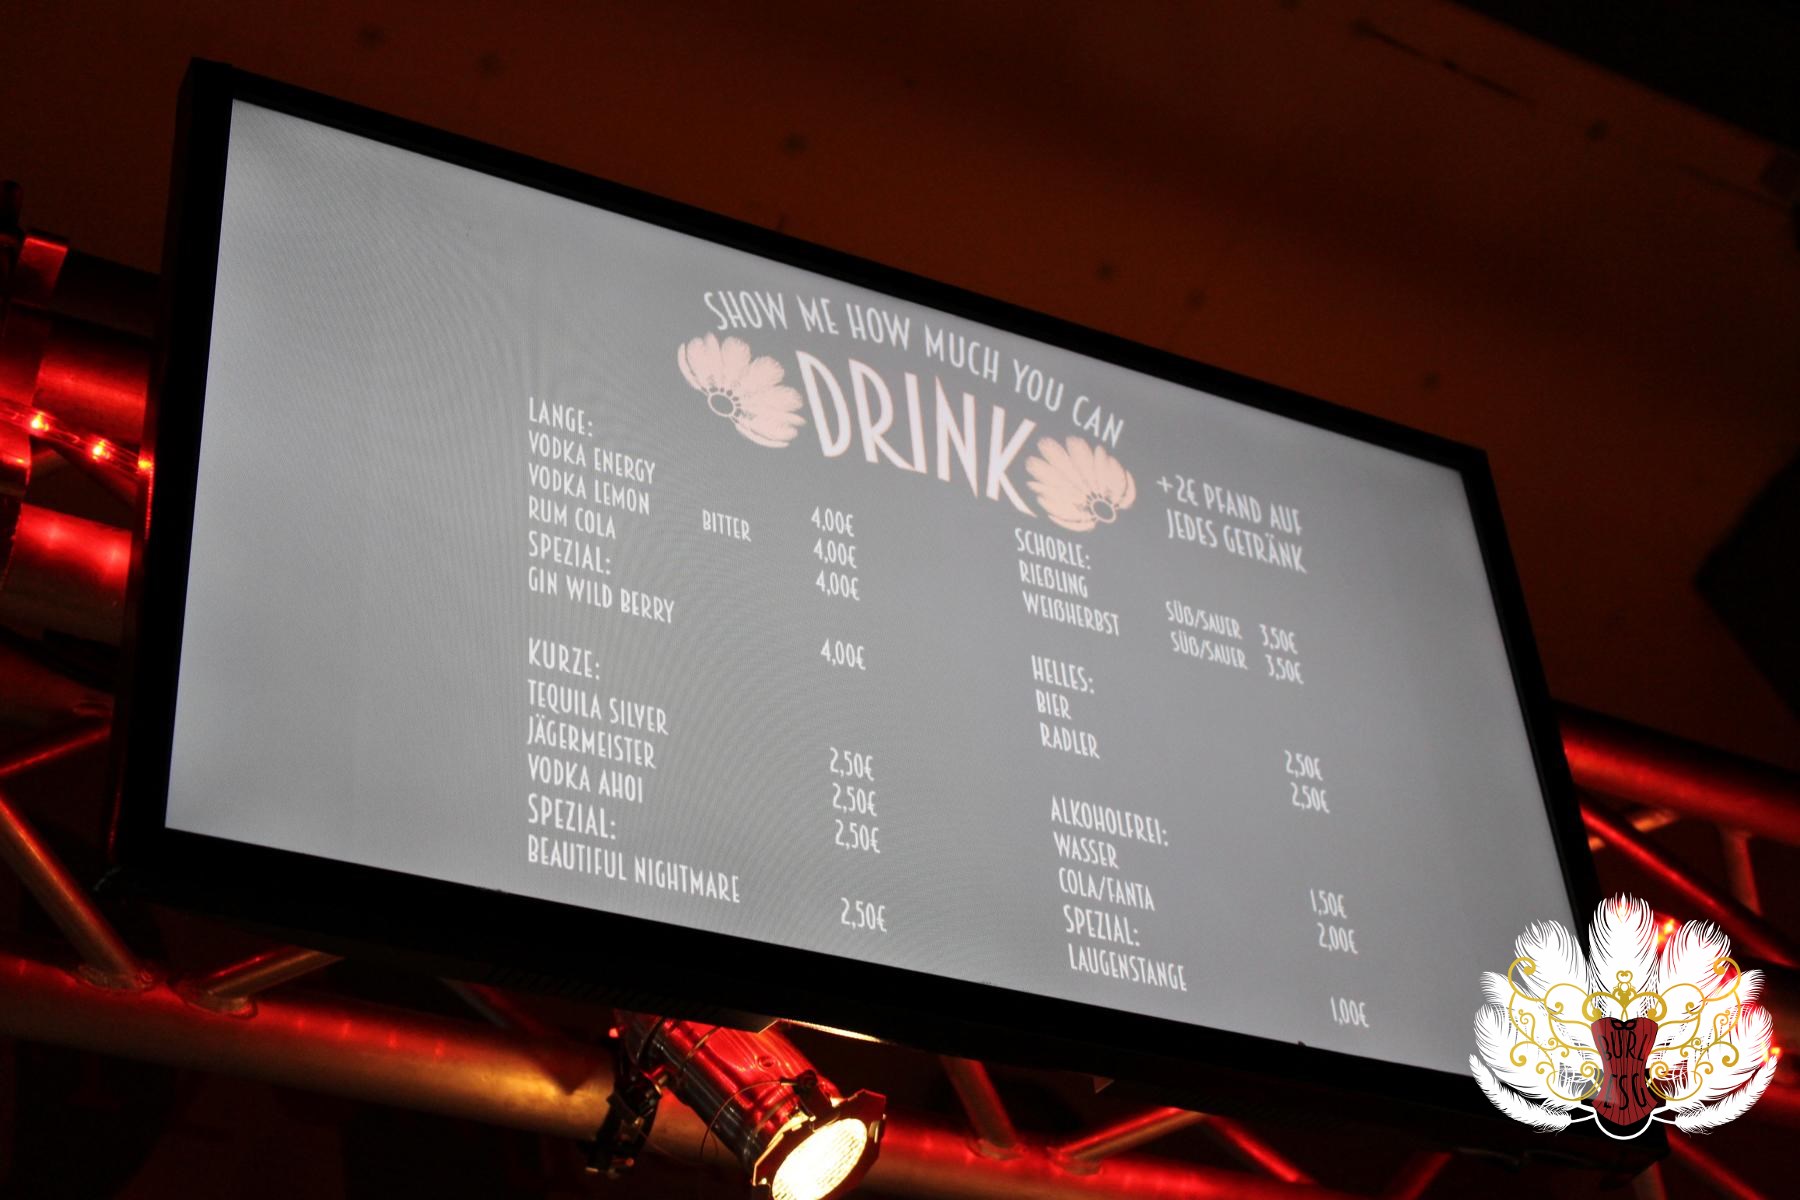 SHOW ME HOW MUCH YOU CAN
DRINK
+2€ PFAND AUF
JEDES GETRÄNK
LANGE:
VODKA ENERGY 4,00€
VODKA LEMON BITTER 4,00€
RUM COLA 4,00€
SPEZIAL:
GIN WILD BERRY 4,00€
KURZE:
TEQUILA SILVER 2,50€
JÄGERMEISTER 2,50€
VODKA AHOI 2,50€
SPEZIAL:
BEAUTIFUL NIGHTMARE 2,50€
SCHORLE:
RIEßLING SÜß/SAUER 3,50€
WEIßHERBST SÜß/SAUER 3,50€
HELLES:
BIER 2,50€
RADLER 2,50€
ALKOHOLFREI:
WASSER 1,50€
COLA/FANTA 2,00€
SPEZIAL:
LAUGENSTANGE 1,00€
BURL